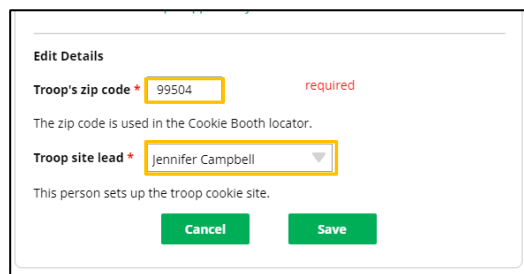 Edit Details
Troop's zip code * 99504 required
The zip code is used in the Cookie Booth locator.
Troop site lead * Jennifer Campbell
This person sets up the troop cookie site.
Cancel Save